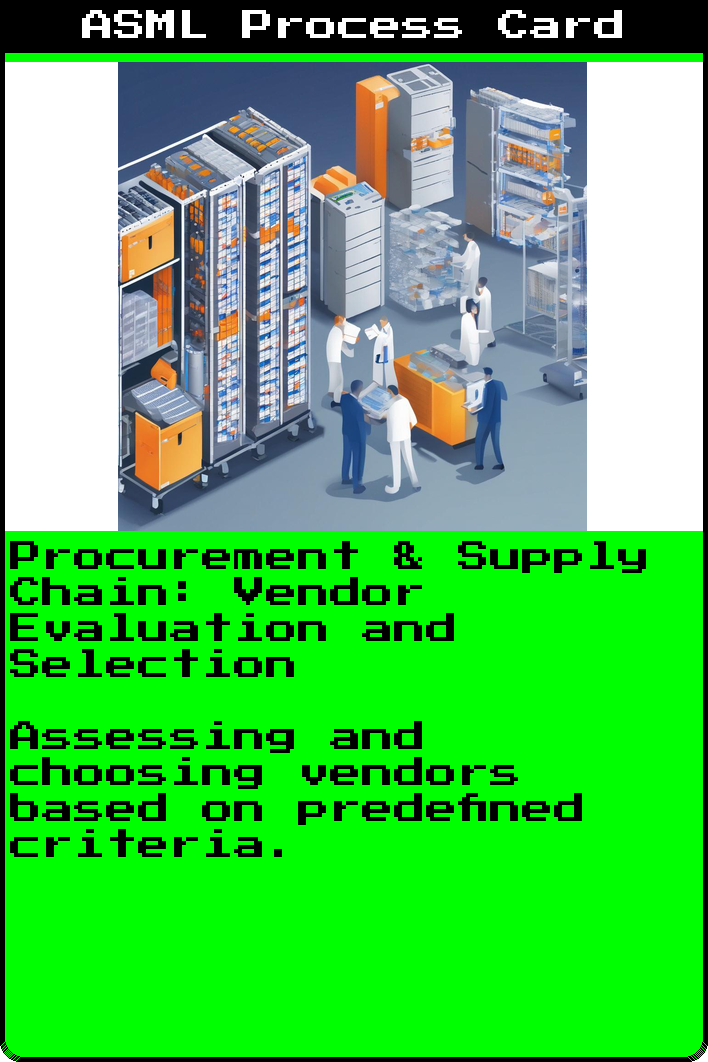 ASML Process Card
Procurement & Supply
Chain: Vendor
Evaluation and
Selection
Assessing and
choosing vendors
based on predefined
criteria.